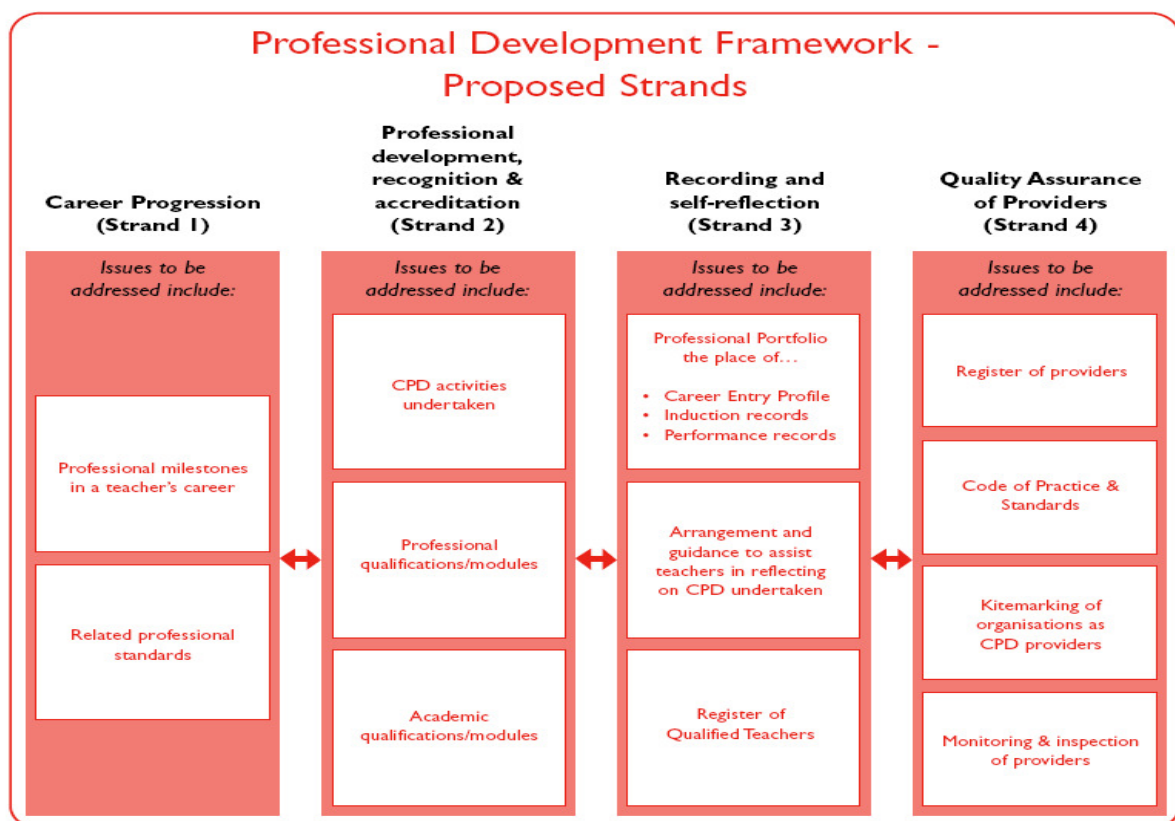 Professional Development Framework -
Proposed Strands
Career Progression
(Strand 1)
Issues to be
addressed include:
Professional milestones
in a teacher's career
Related professional
standards
Professional
development,
recognition &
accreditation
(Strand 2)
Issues to be
addressed include:
CPD activities
undertaken
Professional
qualifications/modules
Academic
qualifications/modules
Recording and
self-reflection
(Strand 3)
Issues to be
addressed include:
Professional Portfolio
the place of…
• Career Entry Profile
• Induction records
• Performance records
Arrangement and
guidance to assist
teachers in reflecting
on CPD undertaken
Register of
Qualified Teachers
Quality Assurance
of Providers
(Strand 4)
Issues to be
addressed include:
Register of providers
Code of Practice &
Standards
Kitemarking of
organisations as
CPD providers
Monitoring & inspection
of providers